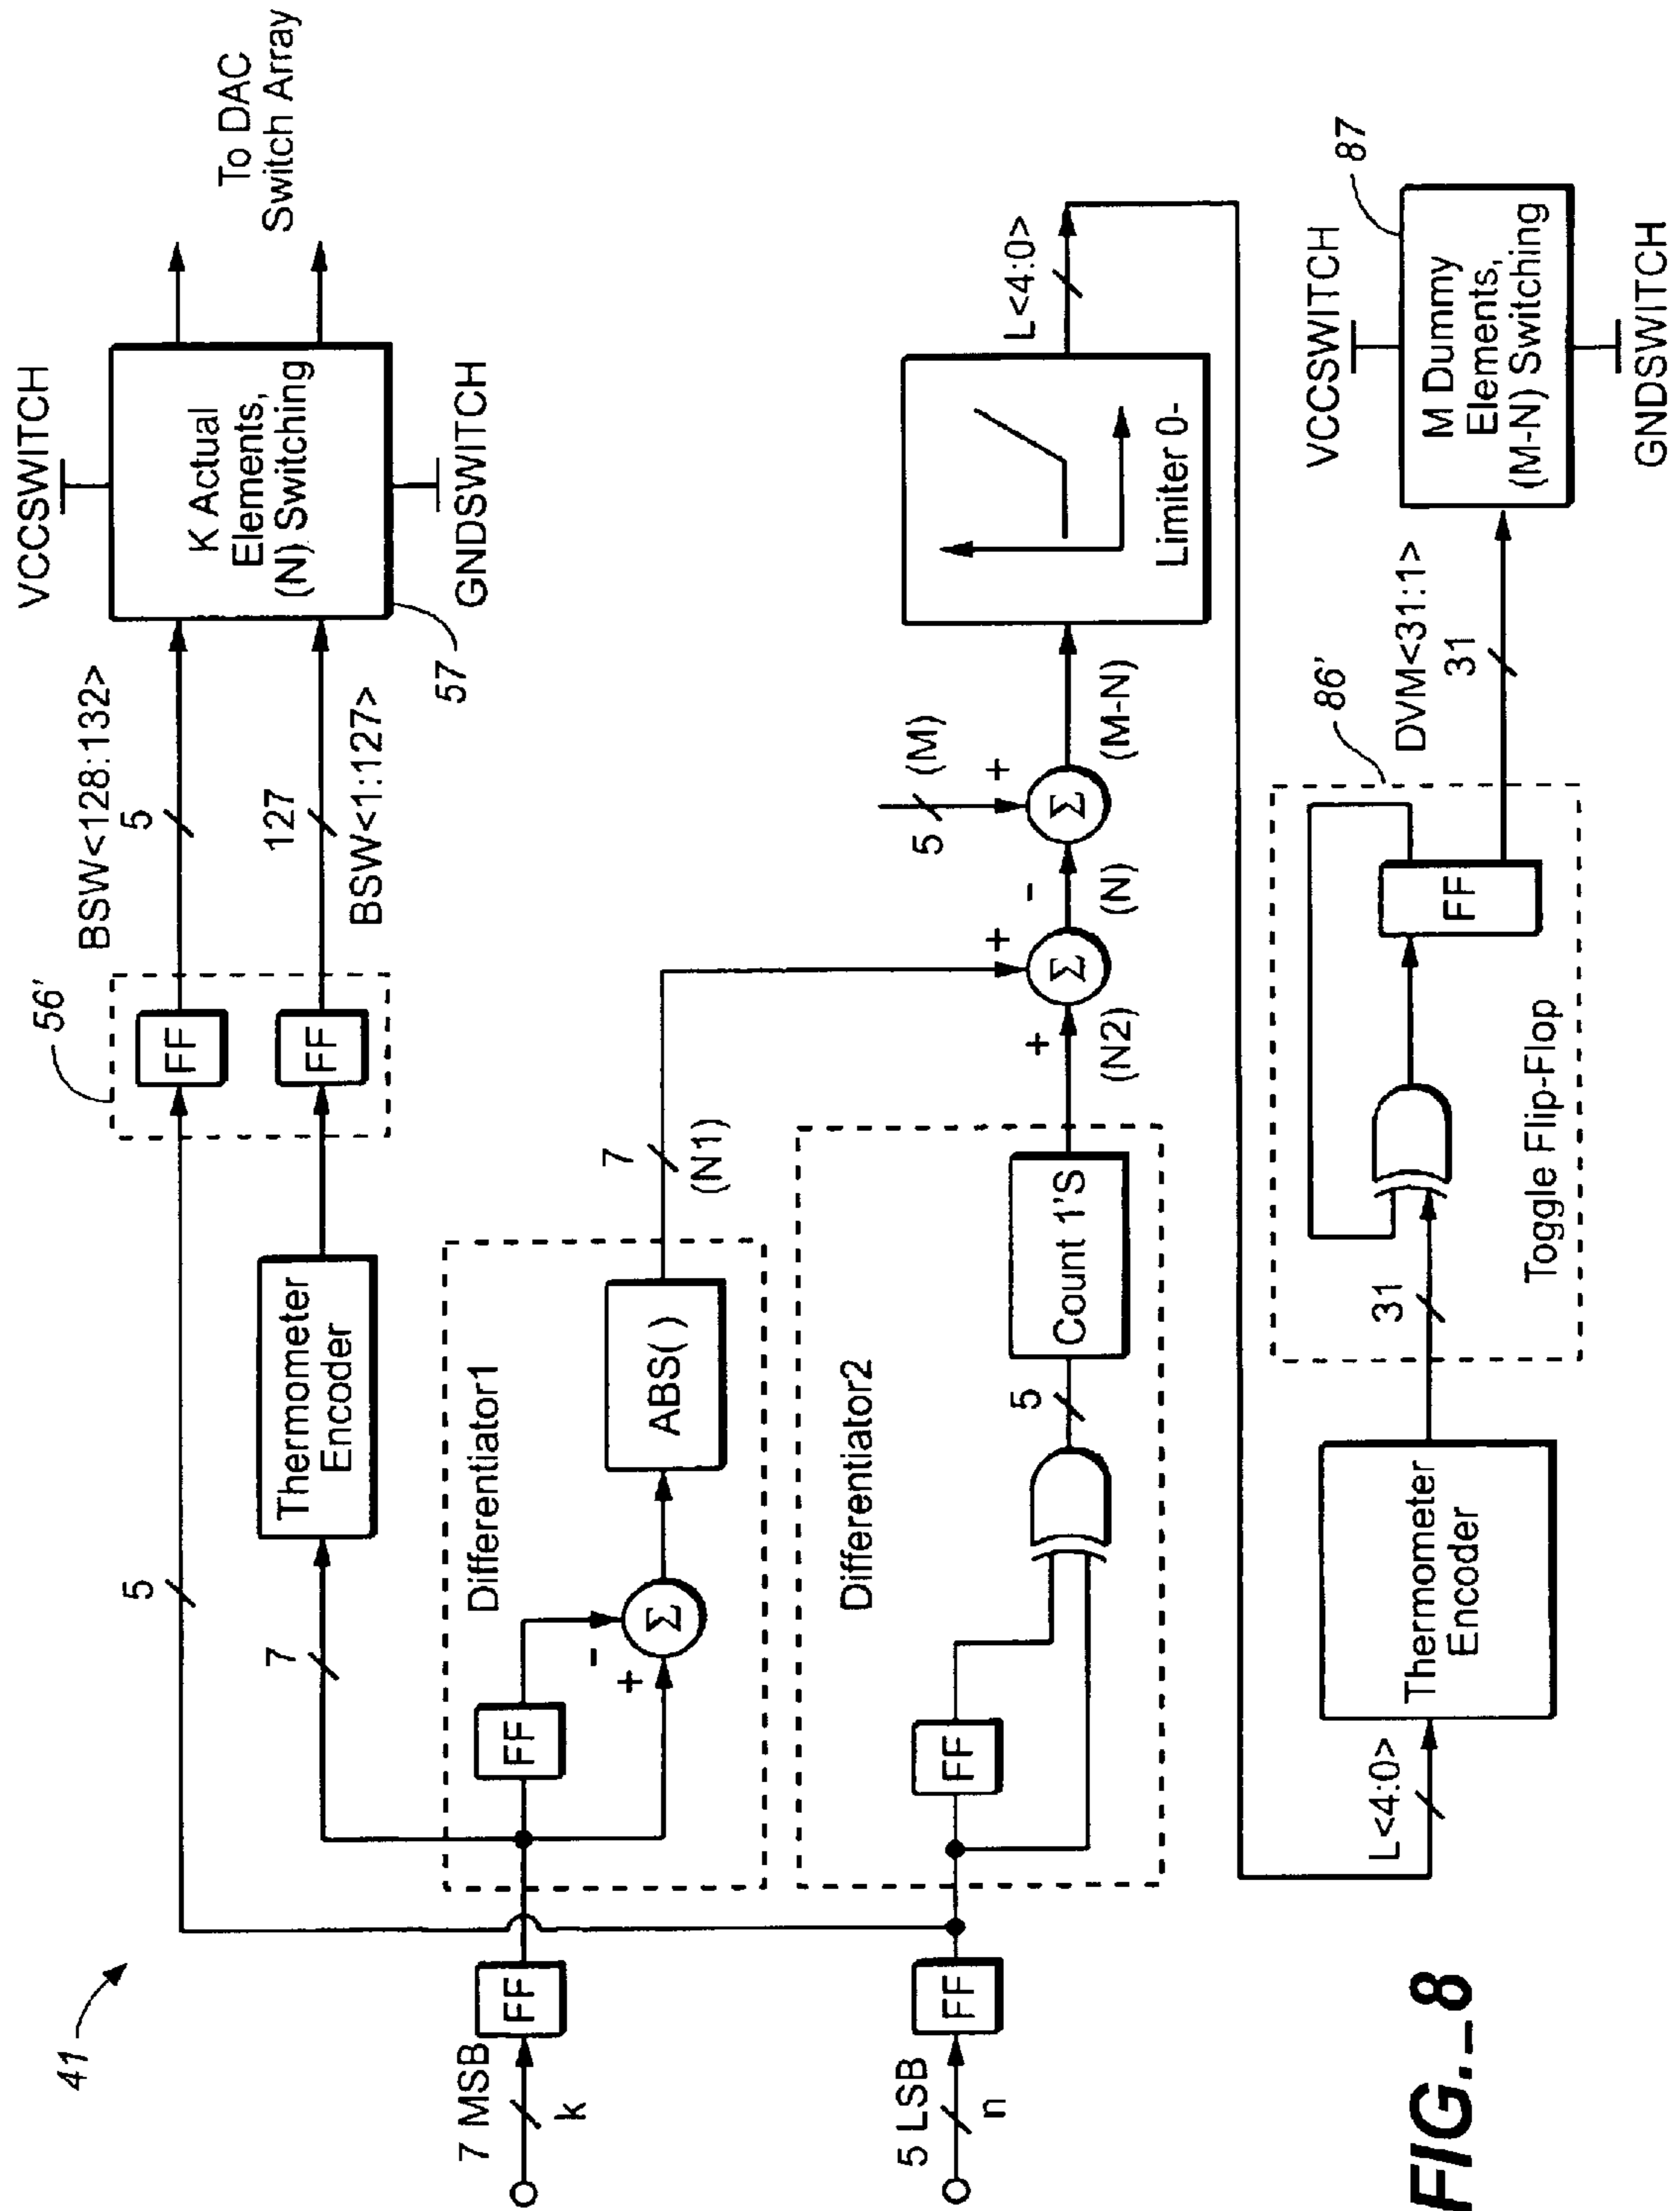 41
7 MSB
k
FF
5 LSB
n
FF
5
7
Thermometer
Encoder
56'
FF
FF
BSW<128:132>
5
127
BSW<1:127>
VCCSWITCH
K Actual
Elements,
(N) Switching
GNDSWITCH
57
To DAC
Switch Array
Differentiator1
FF
-
+
Σ
ABS( )
7
(N1)
Differentiator2
FF
5
Count 1'S
+
(N2)
+
Σ
-
(N)
5
(M)
+
Σ
(M-N)
Limiter 0-
L<4:0>
L<4:0>
Thermometer
Encoder
31
Toggle Flip-Flop
FF
86'
DVM<31:1>
31
VCCSWITCH
M Dummy
Elements,
(M-N) Switching
GNDSWITCH
87
FIG._8